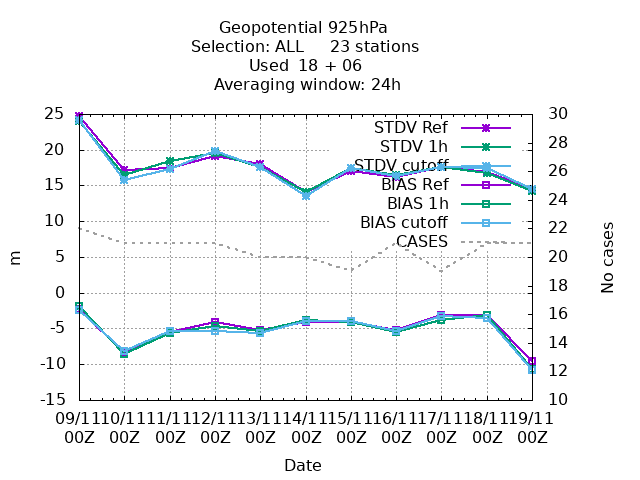 Geopotential 925hPa
Selection: ALL     23 stations
Used  18 + 06
Averaging window: 24h
25
20
15
10
5
0
-5
-10
-15
m
STDV Ref
STDV 1h
STDV cutoff
BIAS Ref
BIAS 1h
BIAS cutoff
CASES
30
28
26
24
22
20
18
16
14
12
10
No cases
09/11 10/11 11/11 12/11 13/11 14/11 15/11 16/11 17/11 18/11 19/11
00Z 00Z 00Z 00Z 00Z 00Z 00Z 00Z 00Z 00Z 00Z
Date